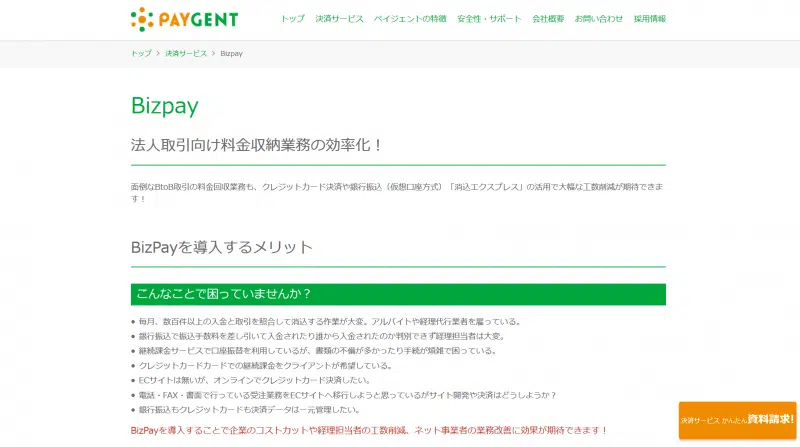 PAYGENT
トップ 決済サービス ペイジェントの特徴 安全性・サポート 会社概要 お問い合わせ 採用情報
トップ > 決済サービス > Bizpay
Bizpay
法人取引向け料金収納業務の効率化！
面倒なBtoB取引の料金回収業務も、クレジットカード決済や銀行振込（仮想口座方式）「消込エクスプレス」の活用で大幅な工数削減が期待できま
す！
BizPayを導入するメリット
こんなことで困っていませんか？
● 毎月、数百件以上の入金と取引を照合して消込する作業が大変。アルバイトや経理代行業者を雇っている。
● 銀行振込で振込手数料を差し引いて入金されたり誰から入金されたのか判別できず経理担当者は大変。
● 継続課金サービスで口座振替を利用しているが、書類の不備が多かったり手続が煩雑で困っている。
● クレジットカードカードでの継続課金をクライアントが希望している。
● ECサイトは無いが、オンラインでクレジットカード決済したい。
● 電話・FAX・書面で行っている受注業務をECサイトへ移行しようと思っているがサイト開発や決済はどうしようか？
● 銀行振込もクレジットカードも決済データは一元管理したい。
BizPayを導入することで企業のコストカットや経理担当者の工数削減、ネット事業者の業務改善に効果が期待できます！
決済サービス かんたん資料請求!